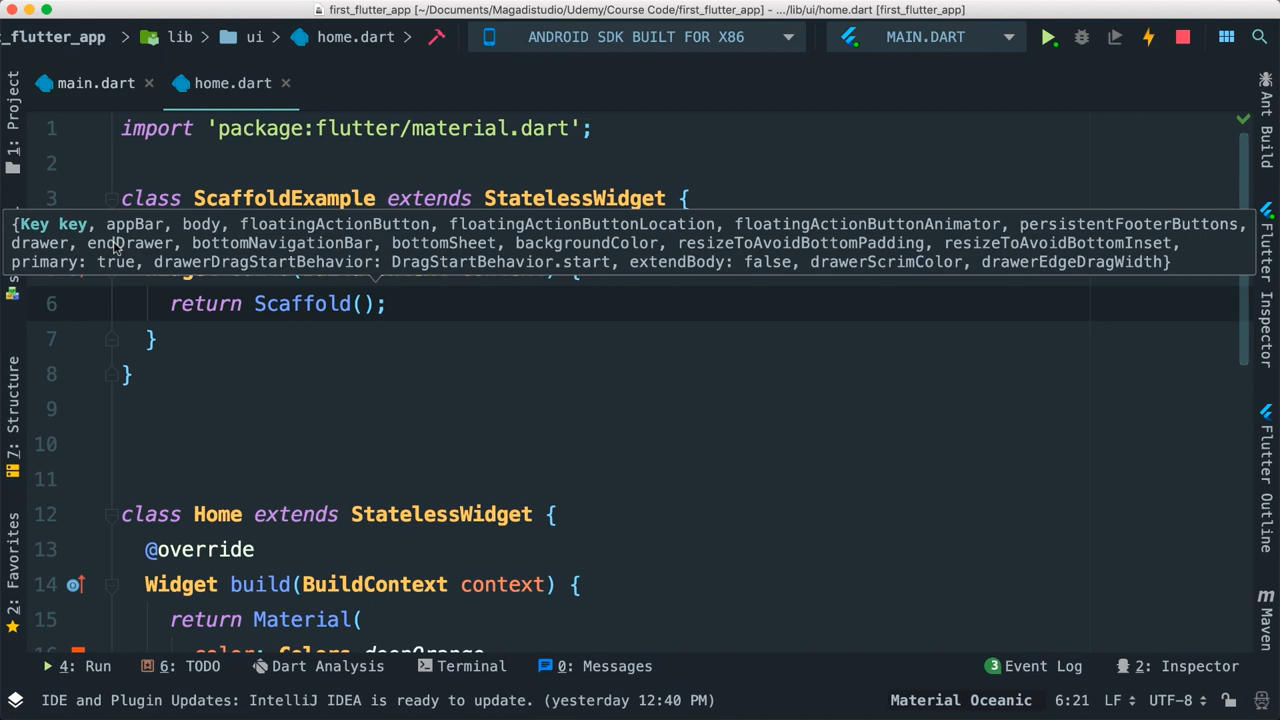 first_flutter_app [~/Documents/Magadistudio/Udemy/Course Code/first_flutter_app] - .../lib/ui/home.dart [first_flutter_app]
t_flutter_app lib ui home.dart ANDROID SDK BUILT FOR X86 MAIN.DART
main.dart home.dart
1 import 'package:flutter/material.dart';
2
3 class ScaffoldExample extends StatelessWidget {
{Key key, appBar, body, floatingActionButton, floatingActionButtonLocation, floatingActionButtonAnimator, persistentFooterButtons,
drawer, endDrawer, bottomNavigationBar, bottomSheet, backgroundColor, resizeToAvoidBottomPadding, resizeToAvoidBottomInset,
primary: true, drawerDragStartBehavior: DragStartBehavior.start, extendBody: false, drawerScrimColor, drawerEdgeDragWidth}
6 return Scaffold();
7 }
8 }
9
10
11
12 class Home extends StatelessWidget {
13 @override
14 Widget build(BuildContext context) {
15 return Material(
color: Colors.deepOrange
1: Project
7: Structure
2: Favorites
Ant Build
Flutter Inspector
Flutter Outline
m Maven
4: Run 6: TODO Dart Analysis Terminal 0: Messages 3 Event Log 2: Inspector
IDE and Plugin Updates: IntelliJ IDEA is ready to update. (yesterday 12:40 PM) Material Oceanic 6:21 LF UTF-8